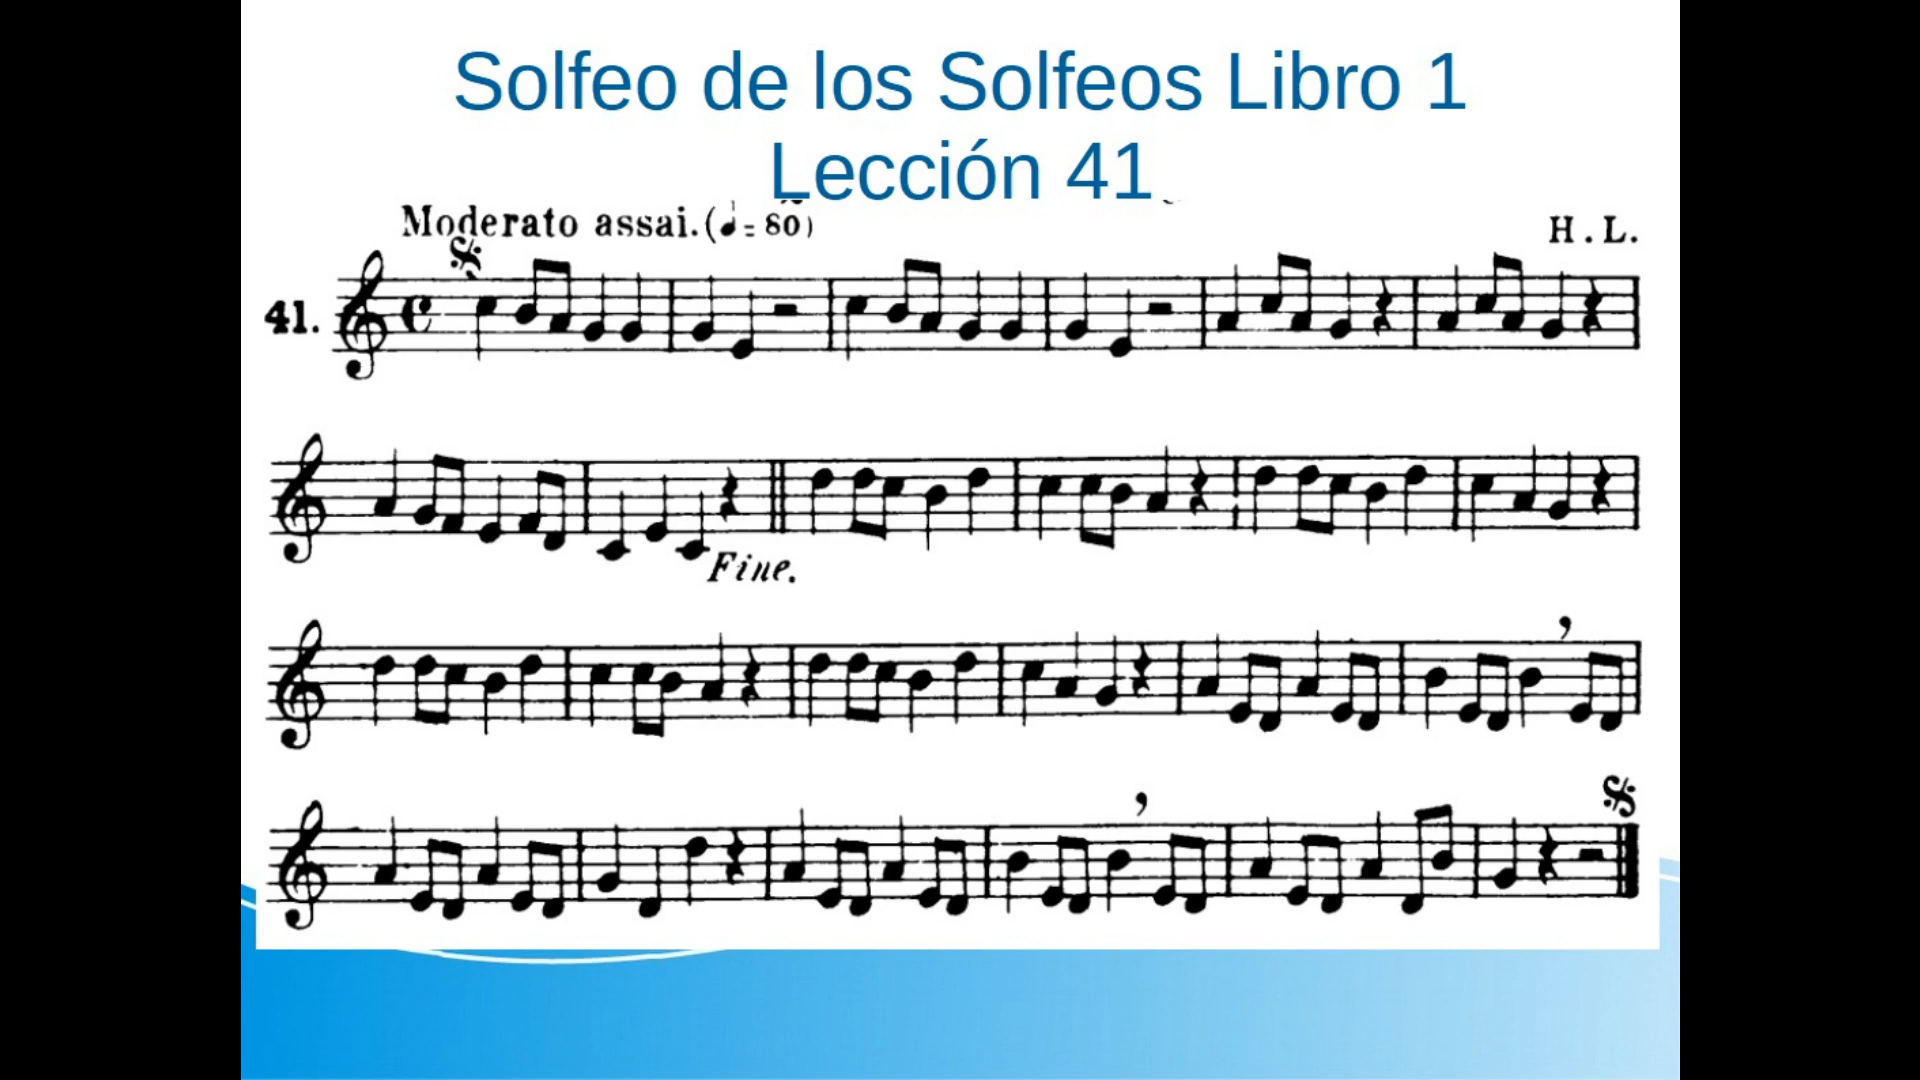 Solfeo de los Solfeos Libro 1
Lección 41
Moderato assai. (♩= 80)
H. L.
41.
Fine.